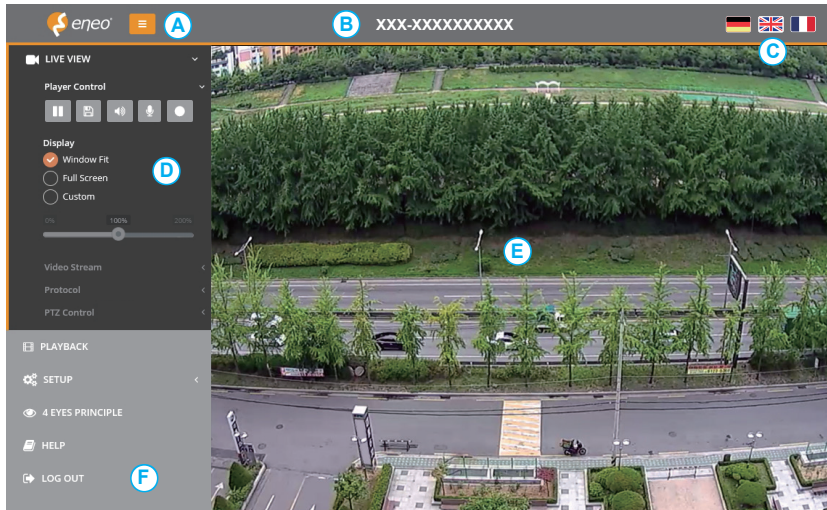 eneo
A
B
XXX-XXXXXXXXXX
C
LIVE VIEW
Player Control
Display
Window Fit
D
Full Screen
Custom
0%
100%
200%
E
Video Stream
Protocol
PTZ Control
PLAYBACK
SETUP
4 EYES PRINCIPLE
HELP
LOG OUT
F